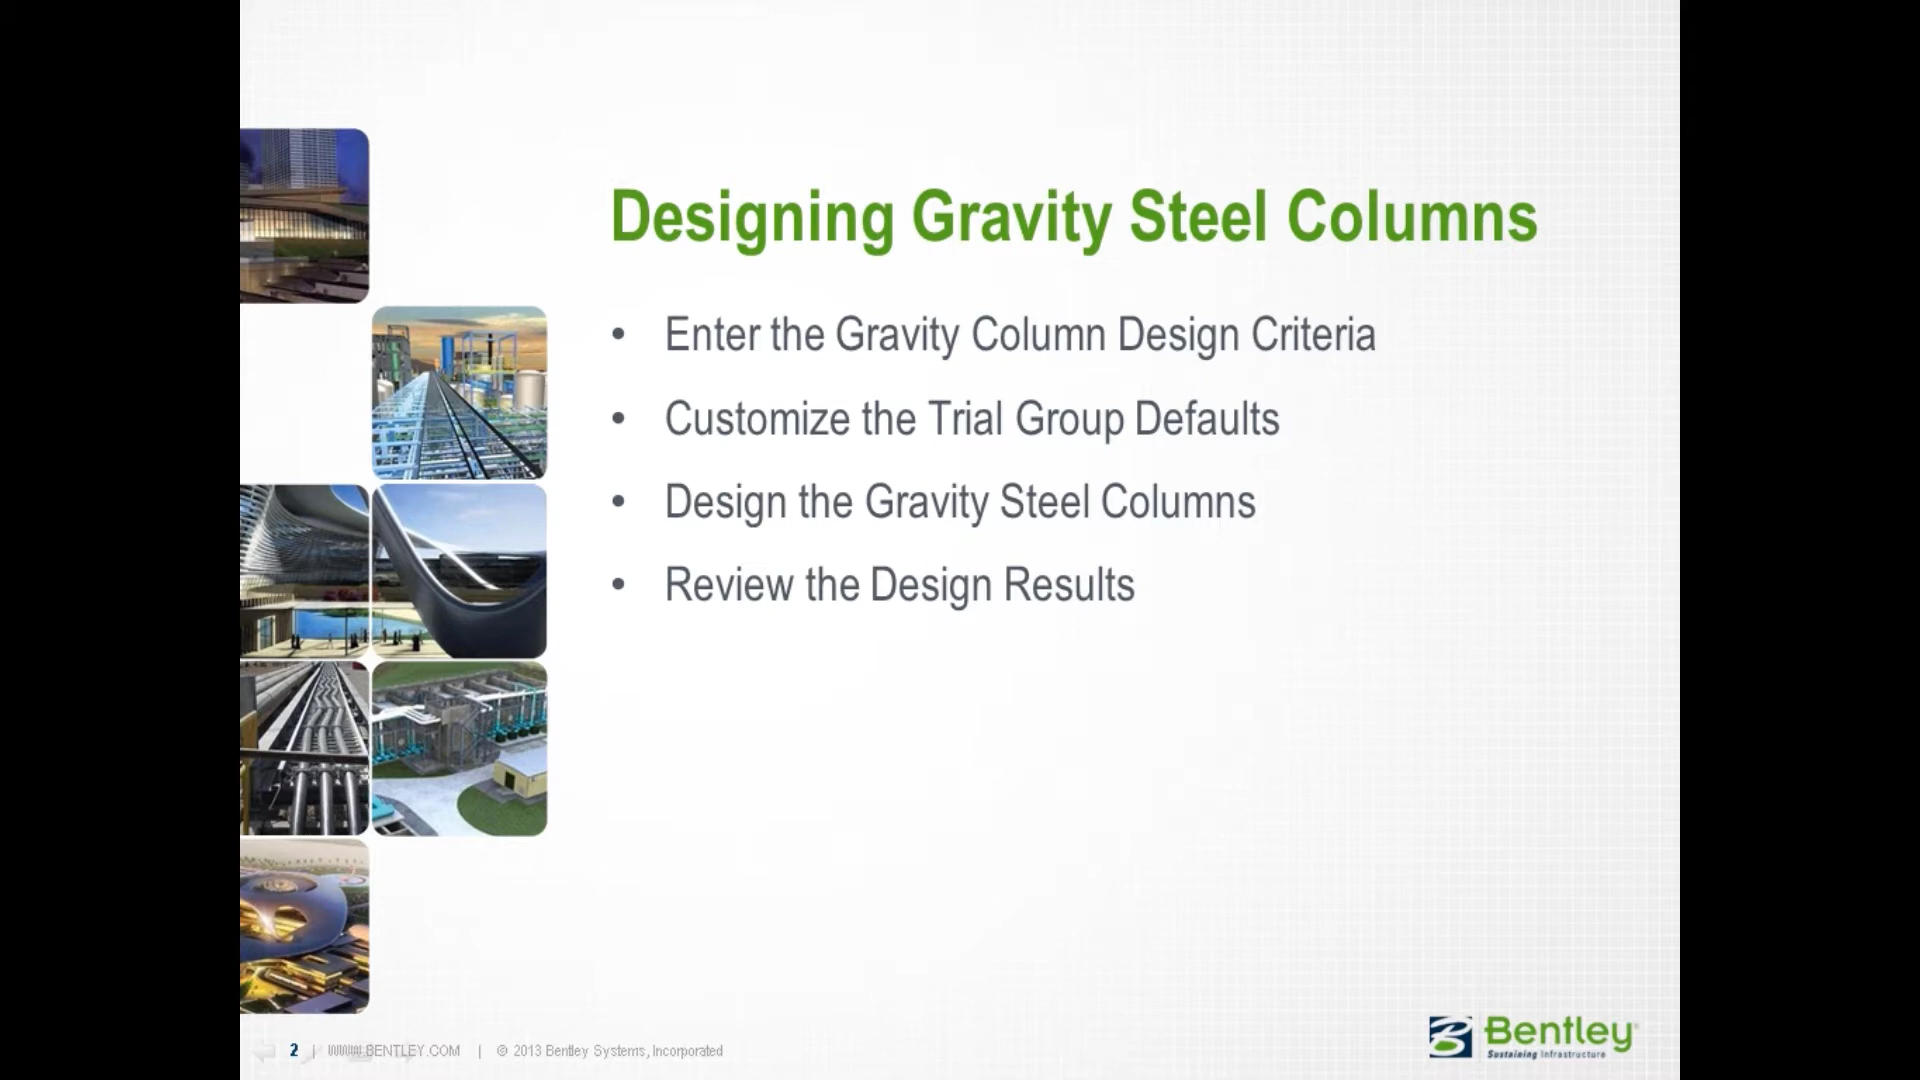 Designing Gravity Steel Columns
• Enter the Gravity Column Design Criteria
• Customize the Trial Group Defaults
• Design the Gravity Steel Columns
• Review the Design Results
2 | WWW.BENTLEY.COM | © 2013 Bentley Systems, Incorporated
Bentley
Sustaining Infrastructure